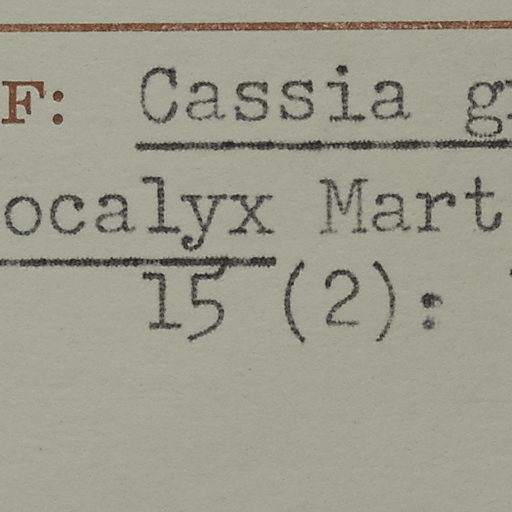 F: Cassia g
ocalyx Mart
15 (2):